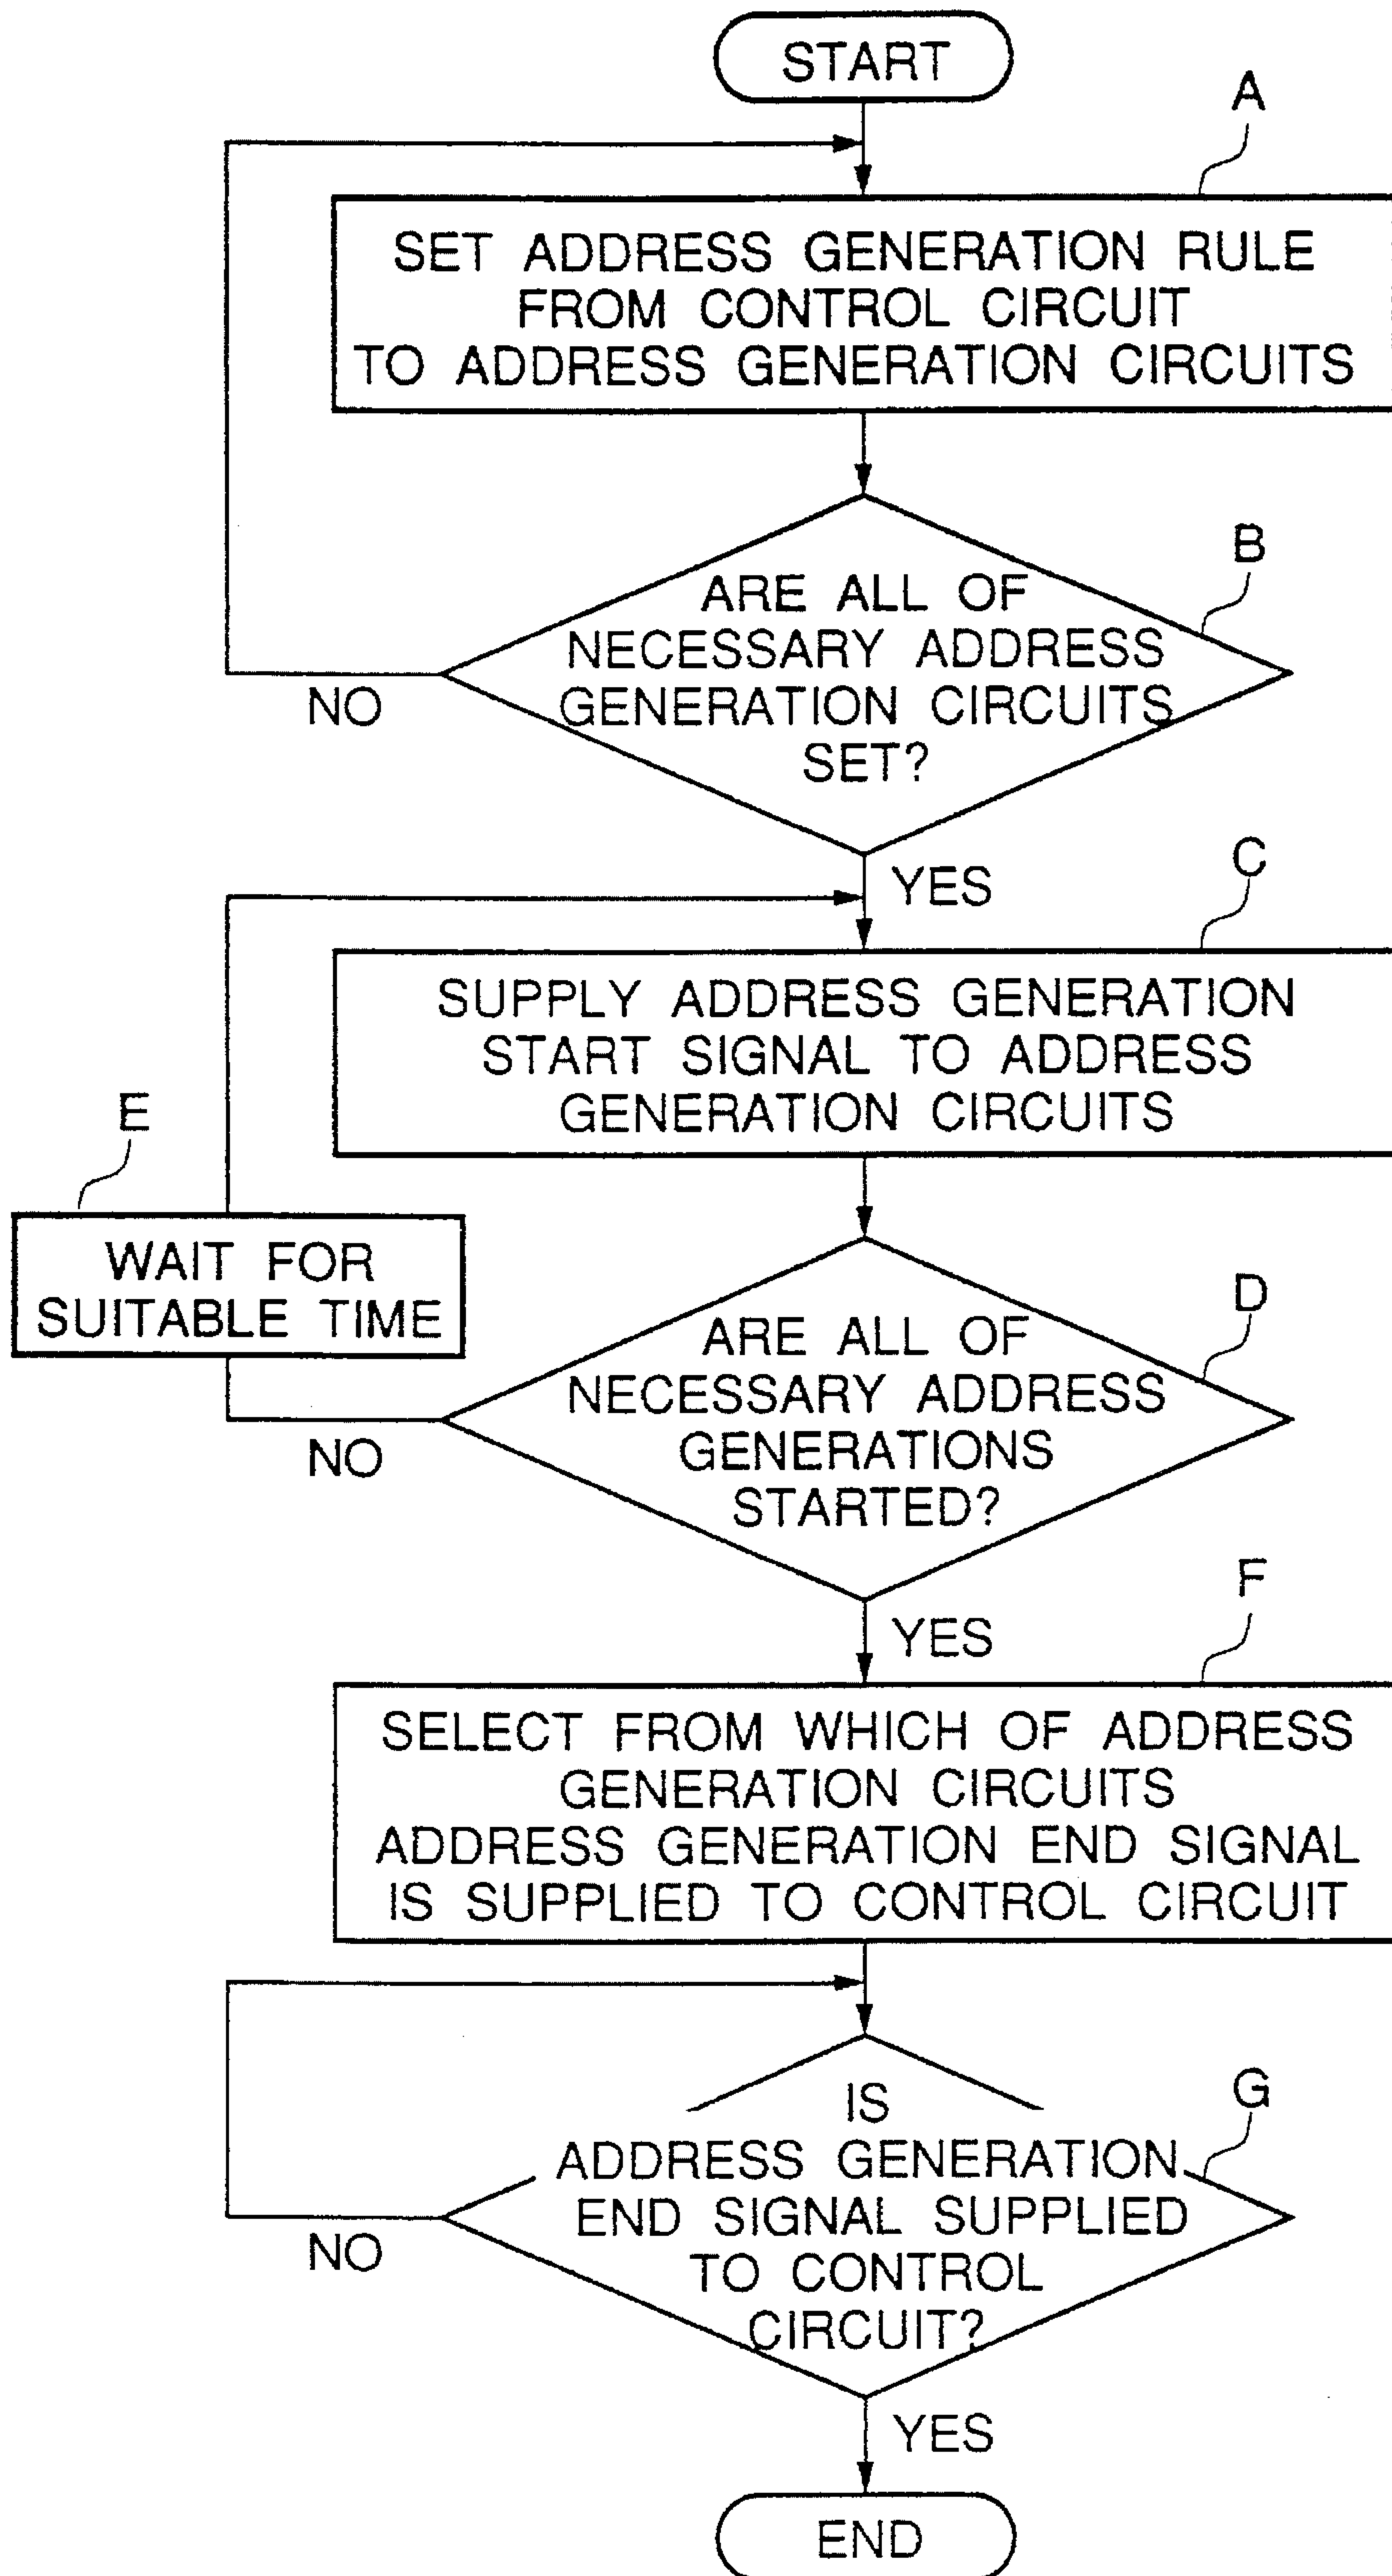 START
A
SET ADDRESS GENERATION RULE
FROM CONTROL CIRCUIT
TO ADDRESS GENERATION CIRCUITS
B
ARE ALL OF
NECESSARY ADDRESS
GENERATION CIRCUITS
SET?
NO
YES
C
SUPPLY ADDRESS GENERATION
START SIGNAL TO ADDRESS
GENERATION CIRCUITS
E
WAIT FOR
SUITABLE TIME
D
ARE ALL OF
NECESSARY ADDRESS
GENERATIONS
STARTED?
NO
YES
F
SELECT FROM WHICH OF ADDRESS
GENERATION CIRCUITS
ADDRESS GENERATION END SIGNAL
IS SUPPLIED TO CONTROL CIRCUIT
G
IS
ADDRESS GENERATION
END SIGNAL SUPPLIED
TO CONTROL
CIRCUIT?
NO
YES
END